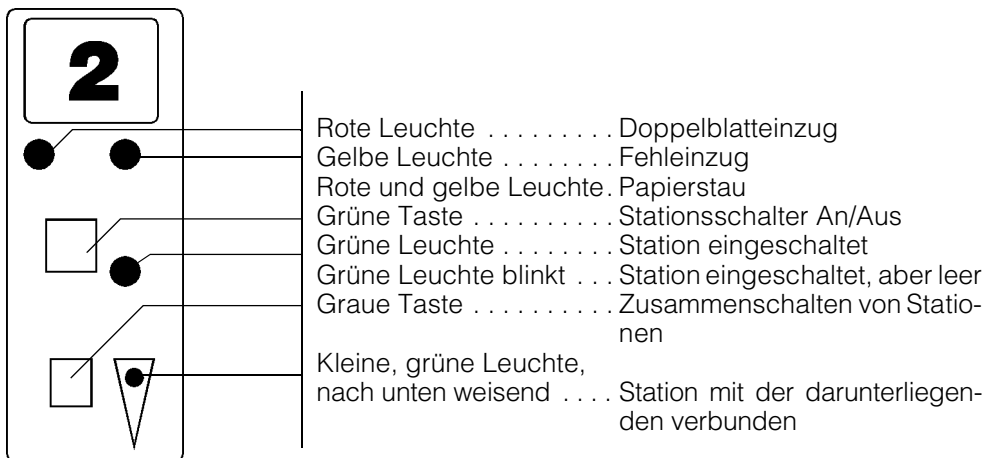 2
Rote Leuchte . . . . . . . . . Doppelblatteinzug
Gelbe Leuchte . . . . . . . . Fehleinzug
Rote und gelbe Leuchte . Papierstau
Grüne Taste . . . . . . . . . . Stationsschalter An/Aus
Grüne Leuchte . . . . . . . . Station eingeschaltet
Grüne Leuchte blinkt . . . Station eingeschaltet, aber leer
Graue Taste . . . . . . . . . . Zusammenschalten von Statio-
nen
Kleine, grüne Leuchte,
nach unten weisend . . . . Station mit der darunterliegen-
den verbunden